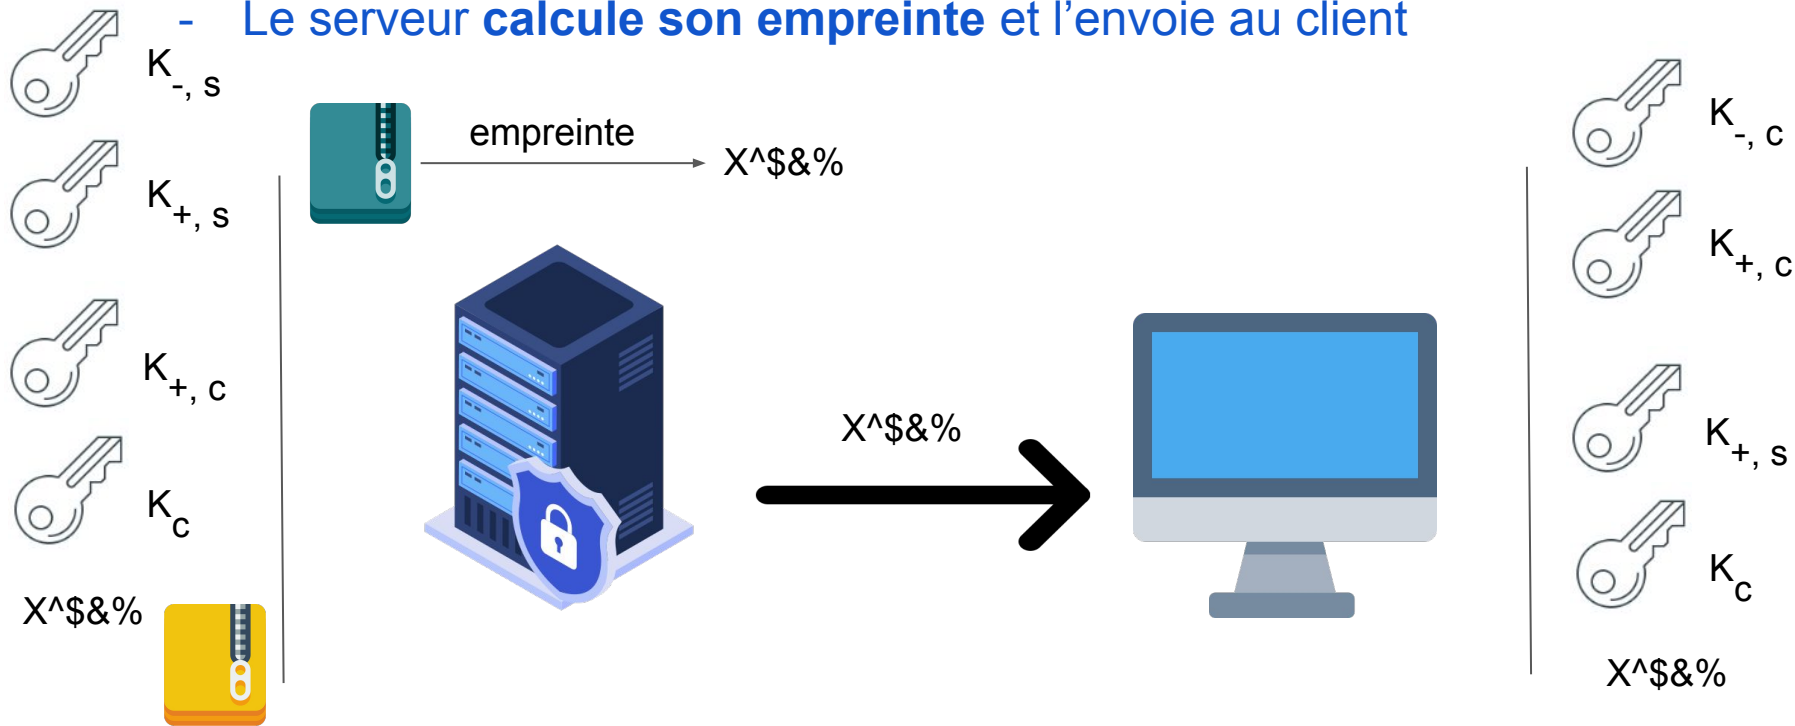 - Le serveur calcule son empreinte et l'envoie au client
K-, s
K+, s
K+, c
Kc
X^$&%
empreinte
X^$&%
X^$&%
K-, c
K+, c
K+, s
Kc
X^$&%